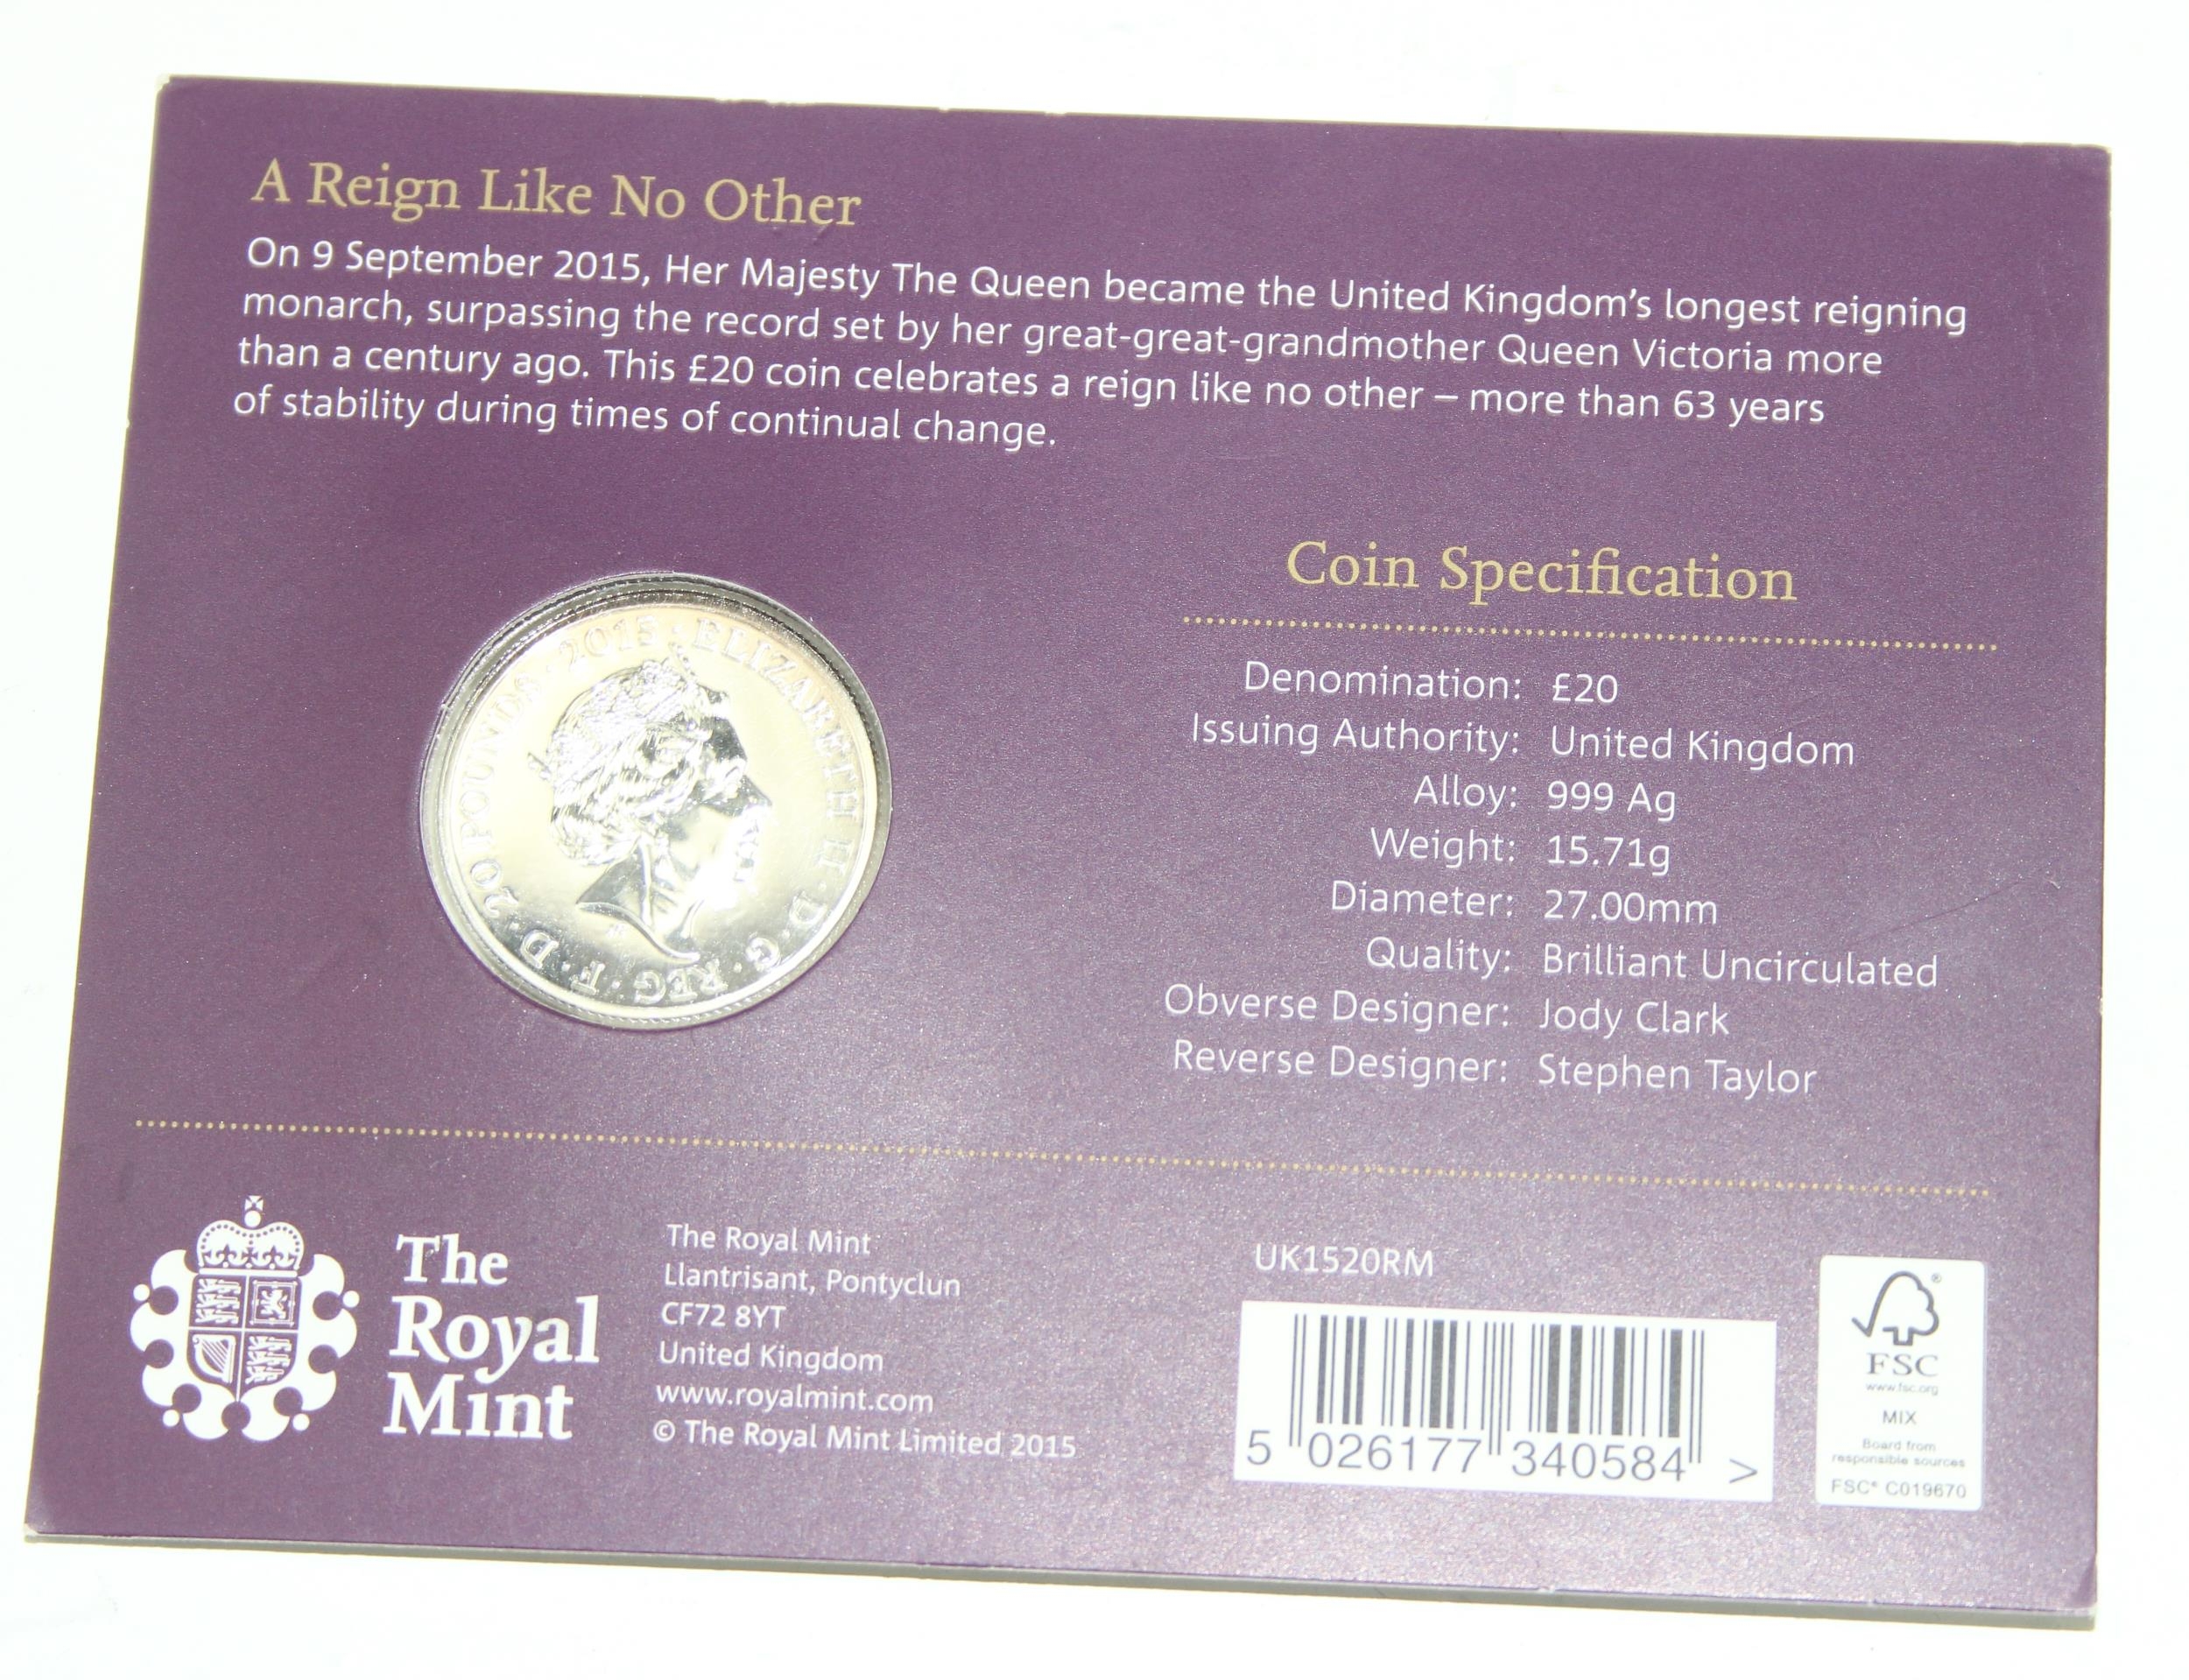 A Reign Like No Other
On 9 September 2015, Her Majesty The Queen became the United Kingdom's longest reigning
monarch, surpassing the record set by her great-great-grandmother Queen Victoria more
than a century ago. This £20 coin celebrates a reign like no other – more than 63 years
of stability during times of continual change.
20 POUNDS · 2015 · ELIZABETH II · D · G · REG · F · D ·
Coin Specification
Denomination: £20
Issuing Authority: United Kingdom
Alloy: 999 Ag
Weight: 15.71g
Diameter: 27.00mm
Quality: Brilliant Uncirculated
Obverse Designer: Jody Clark
Reverse Designer: Stephen Taylor
The
Royal
Mint
The Royal Mint
Llantrisant, Pontyclun
CF72 8YT
United Kingdom
www.royalmint.com
© The Royal Mint Limited 2015
UK1520RM
5 026177 340584 >
®
FSC
www.fsc.org
MIX
Board from
responsible sources
FSC® C019670